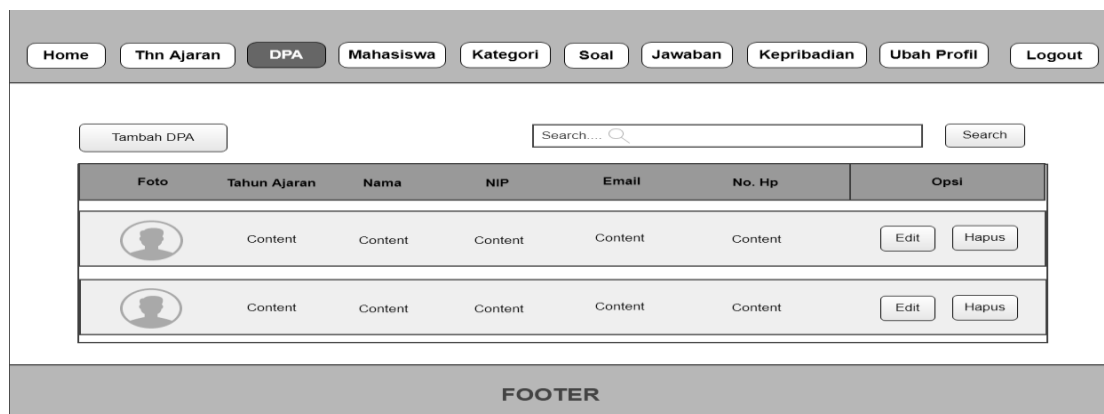 Home Thn Ajaran DPA Mahasiswa Kategori Soal Jawaban Kepribadian Ubah Profil Logout
Tambah DPA Search.... Search
Foto Tahun Ajaran Nama NIP Email No. Hp Opsi
Content Content Content Content Content Edit Hapus
Content Content Content Content Content Edit Hapus
FOOTER